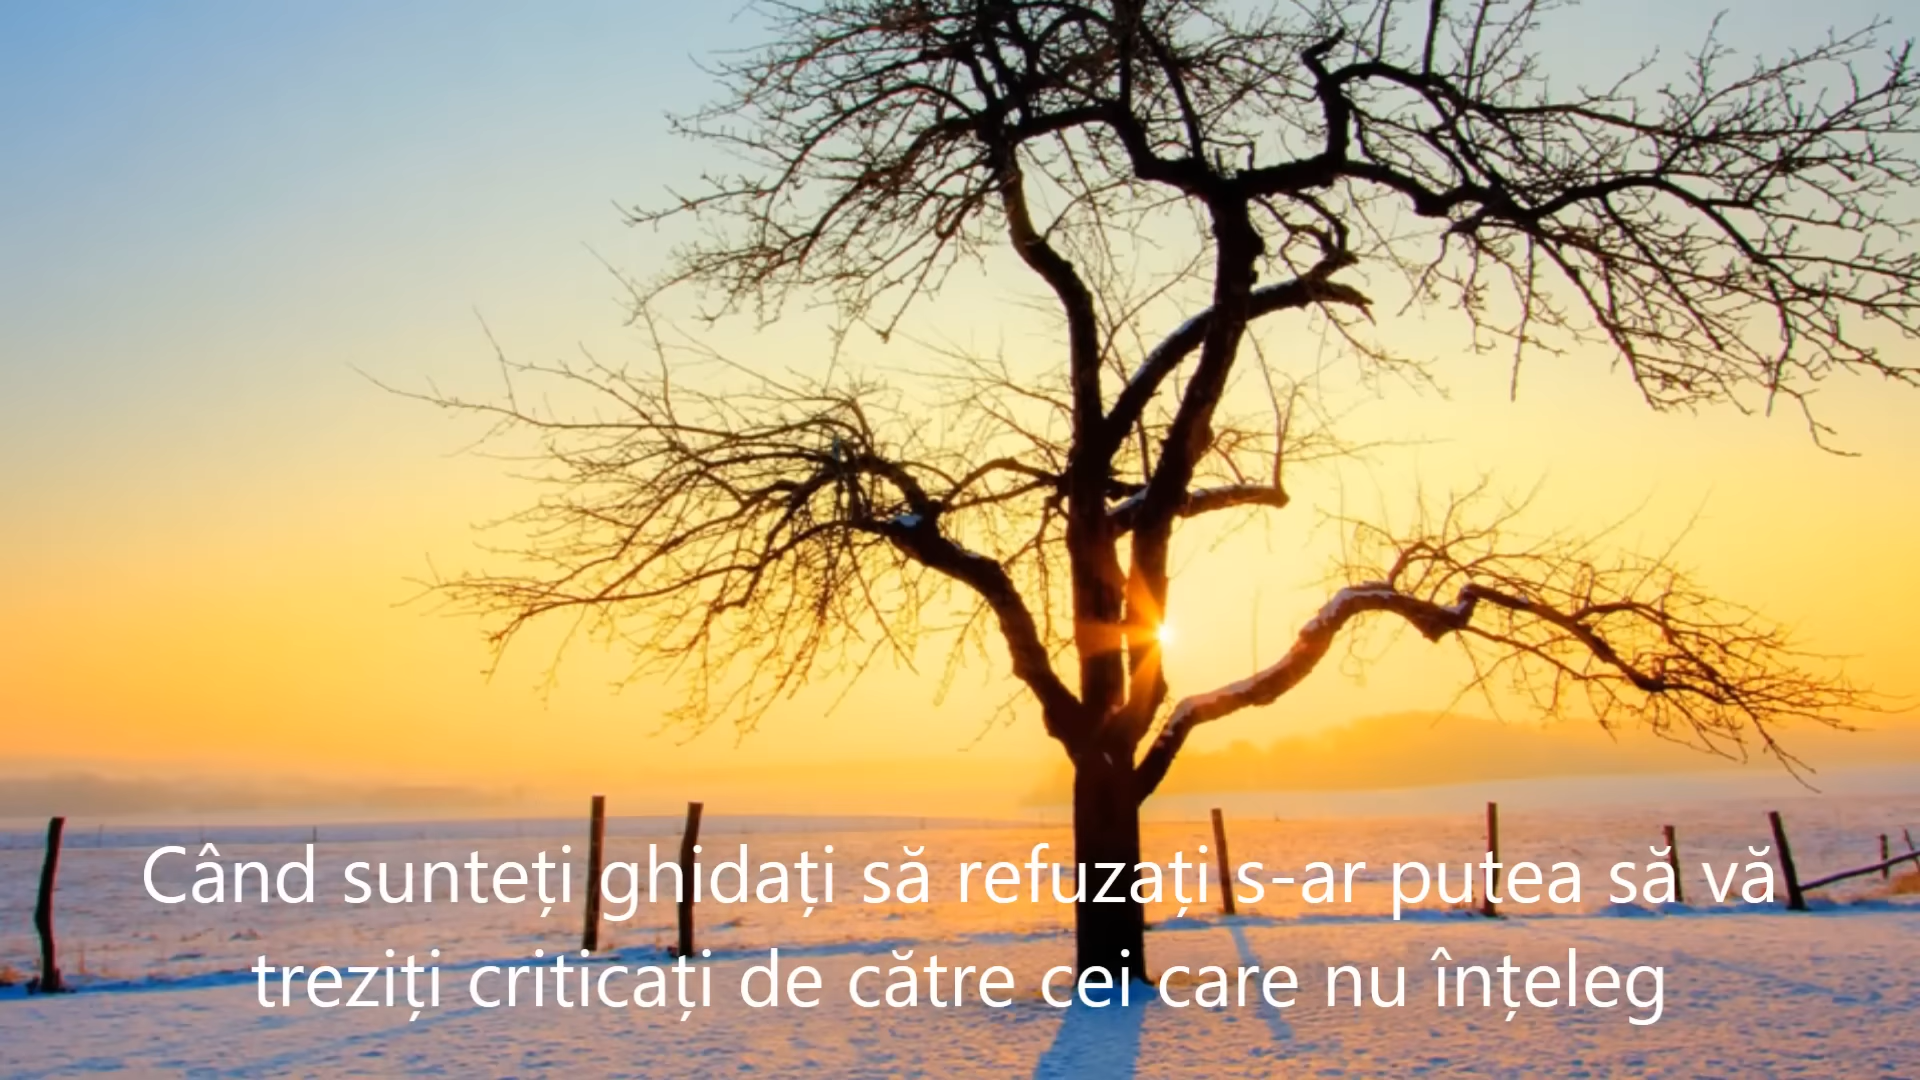 Când sunteți ghidați să refuzați s-ar putea să vă
treziți criticați de către cei care nu înțeleg